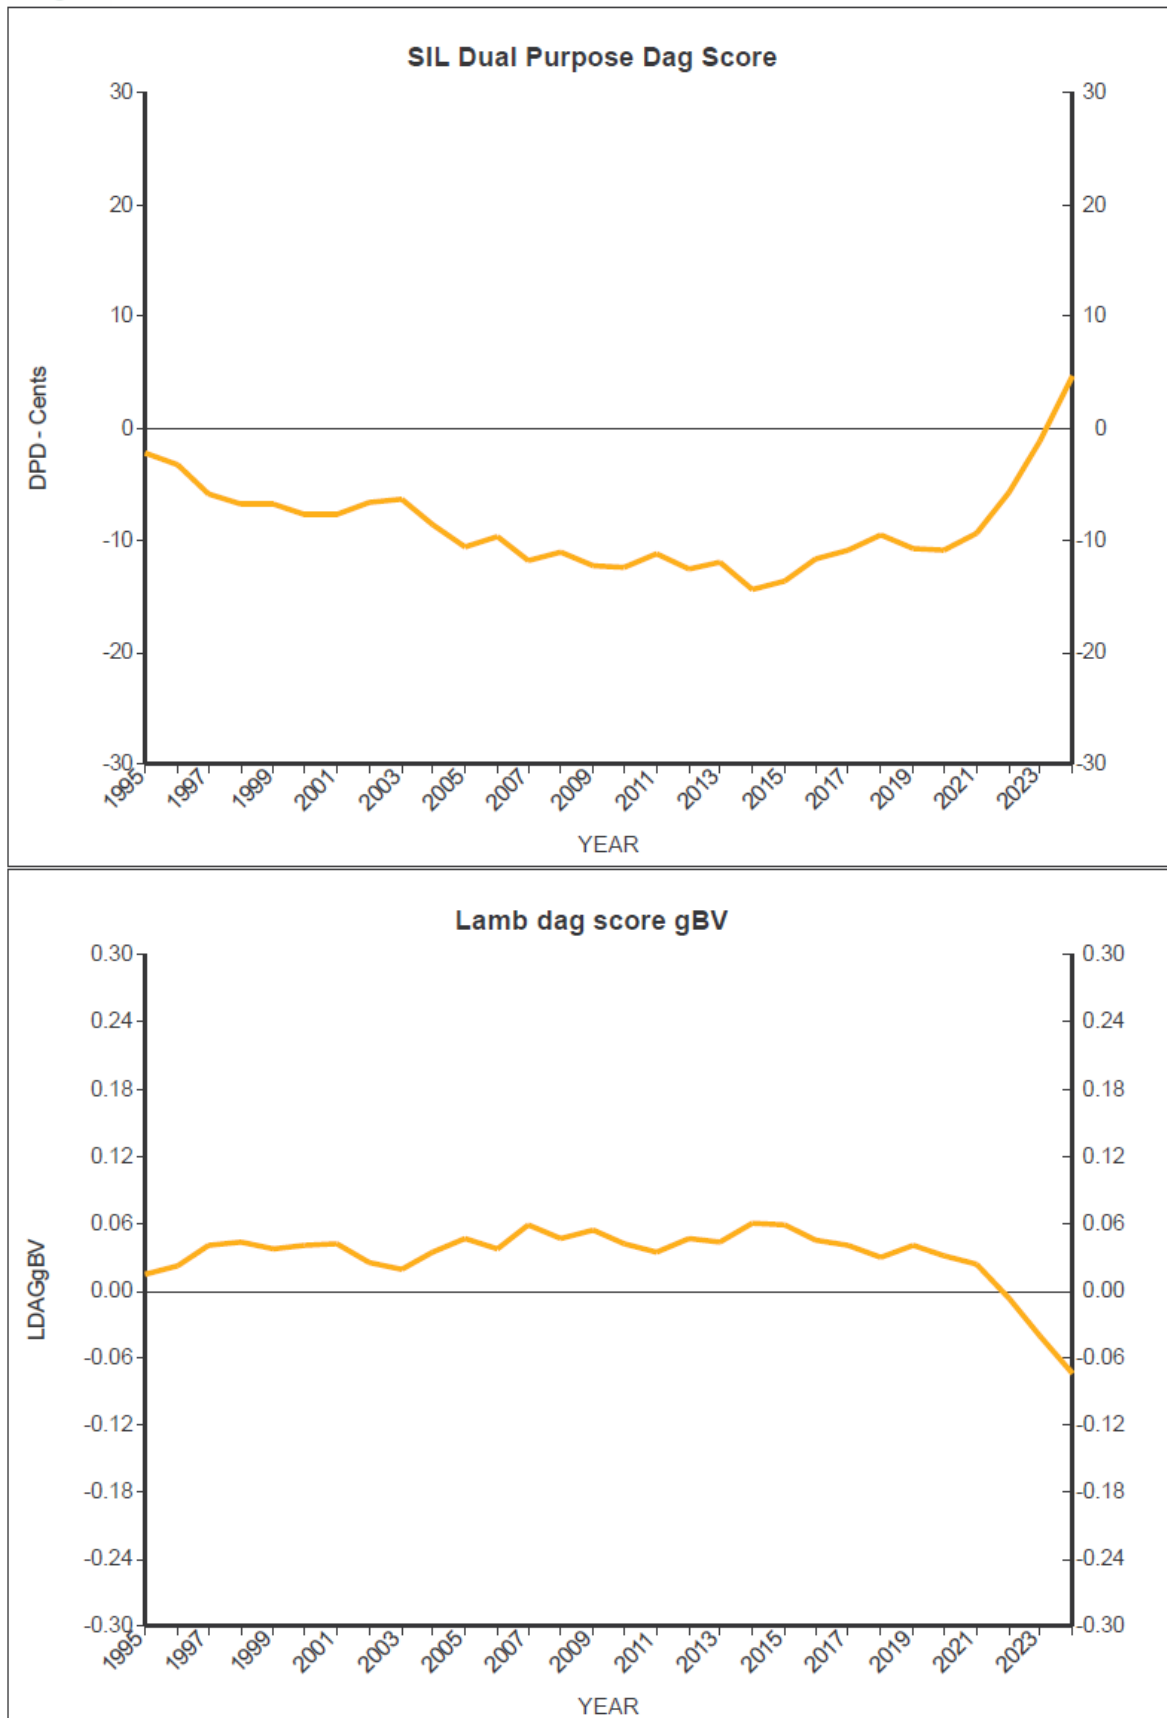 SIL Dual Purpose Dag Score
30 30
20 20
10 10
0 0
-10 -10
-20 -20
-30 -30
DPD - Cents
1995 1997 1999 2001 2003 2005 2007 2009 2011 2013 2015 2017 2019 2021 2023
YEAR
Lamb dag score gBV
0.30 0.30
0.24 0.24
0.18 0.18
0.12 0.12
0.06 0.06
0.00 0.00
-0.06 -0.06
-0.12 -0.12
-0.18 -0.18
-0.24 -0.24
-0.30 -0.30
LDAGgBV
1995 1997 1999 2001 2003 2005 2007 2009 2011 2013 2015 2017 2019 2021 2023
YEAR